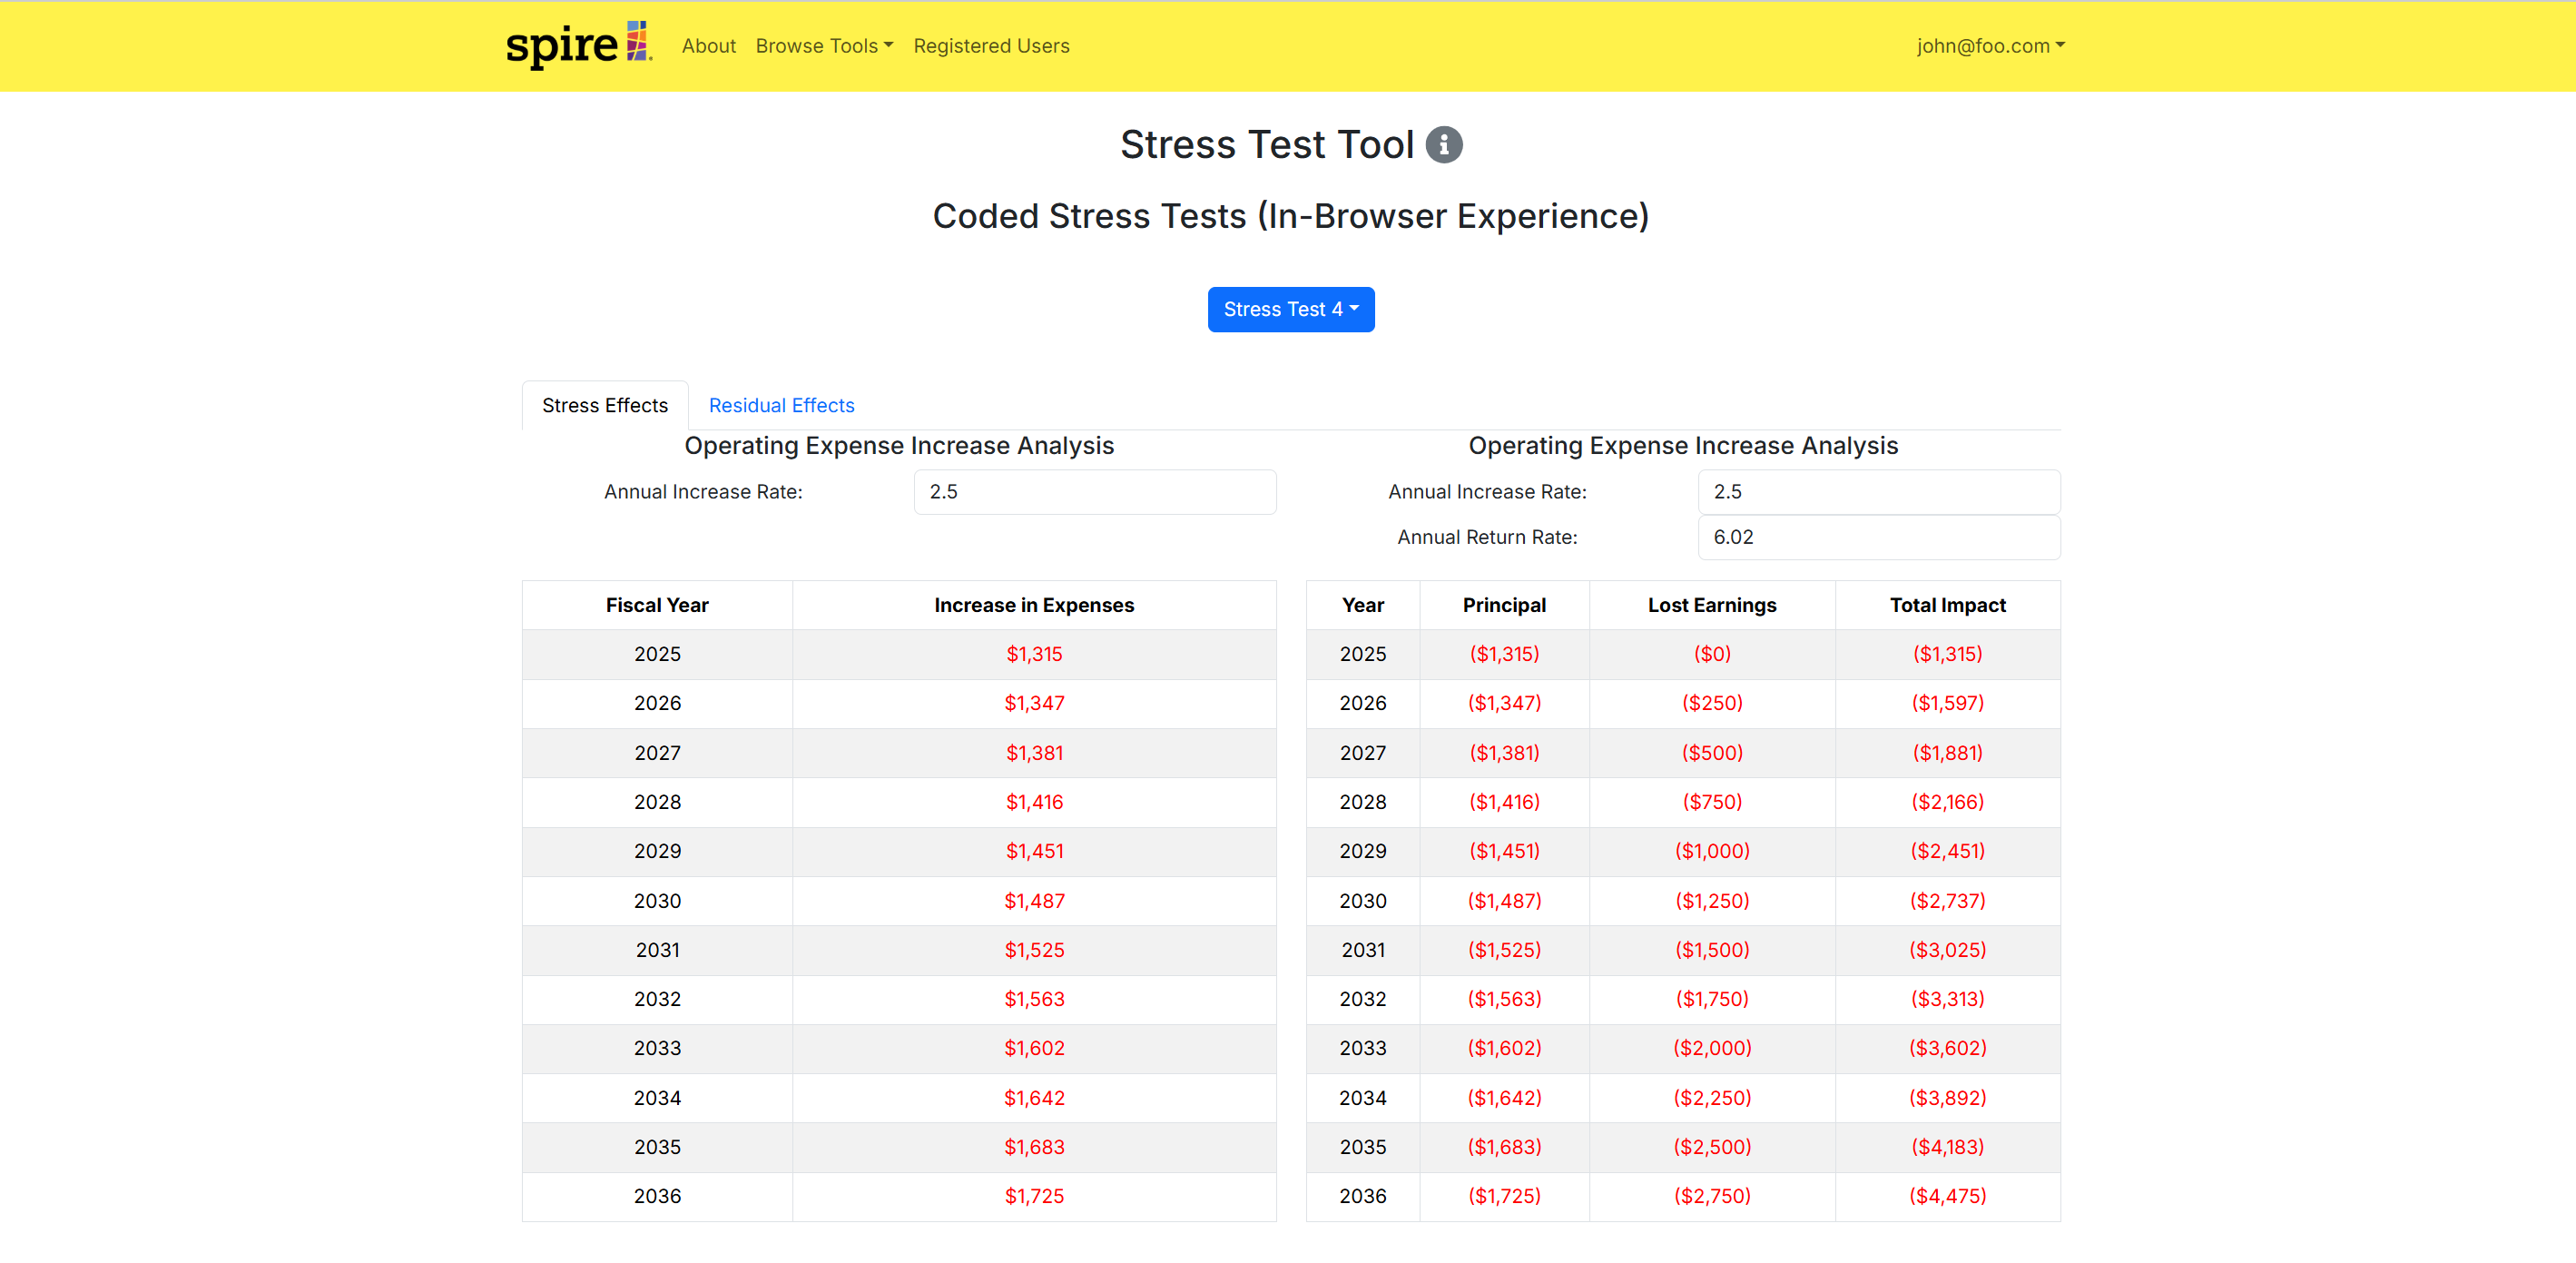 spire
About Browse Tools Registered Users john@foo.com
Stress Test Tool
Coded Stress Tests (In-Browser Experience)
Stress Test 4
Stress Effects Residual Effects
Operating Expense Increase Analysis
Annual Increase Rate: 2.5
Fiscal Year Increase in Expenses
2025 $1,315
2026 $1,347
2027 $1,381
2028 $1,416
2029 $1,451
2030 $1,487
2031 $1,525
2032 $1,563
2033 $1,602
2034 $1,642
2035 $1,683
2036 $1,725
Operating Expense Increase Analysis
Annual Increase Rate: 2.5
Annual Return Rate: 6.02
Year Principal Lost Earnings Total Impact
2025 ($1,315) ($0) ($1,315)
2026 ($1,347) ($250) ($1,597)
2027 ($1,381) ($500) ($1,881)
2028 ($1,416) ($750) ($2,166)
2029 ($1,451) ($1,000) ($2,451)
2030 ($1,487) ($1,250) ($2,737)
2031 ($1,525) ($1,500) ($3,025)
2032 ($1,563) ($1,750) ($3,313)
2033 ($1,602) ($2,000) ($3,602)
2034 ($1,642) ($2,250) ($3,892)
2035 ($1,683) ($2,500) ($4,183)
2036 ($1,725) ($2,750) ($4,475)